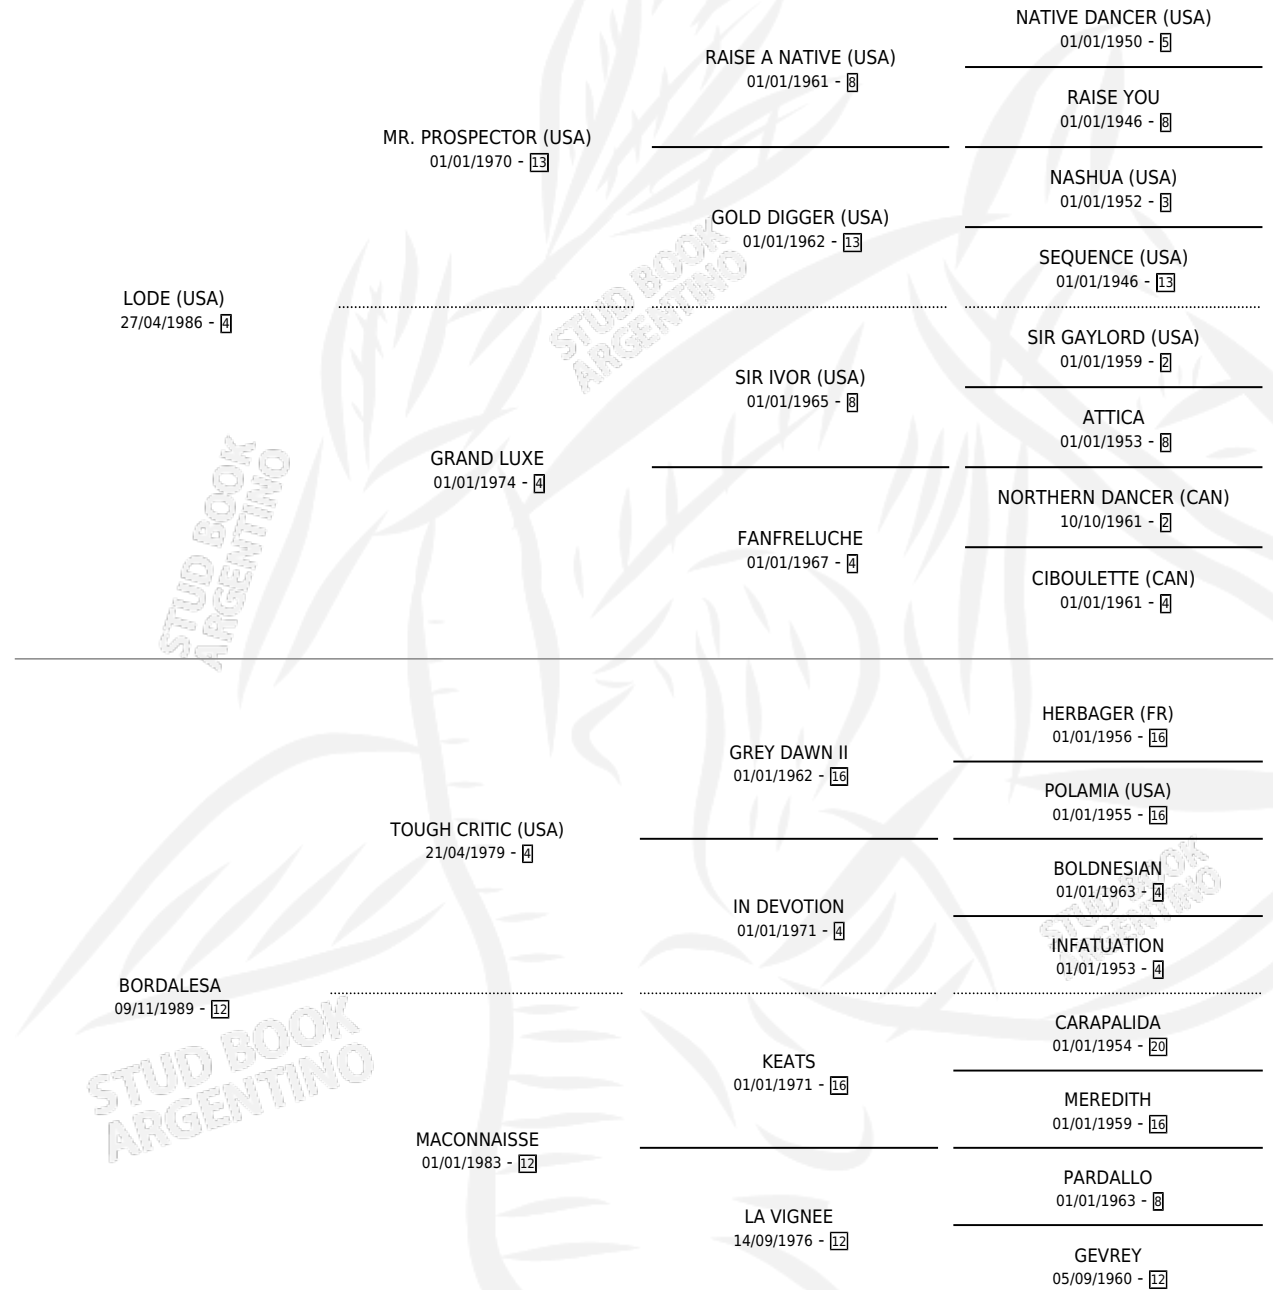 NATIVE DANCER (USA)
01/01/1950 - 5
RAISE A NATIVE (USA)
01/01/1961 - 8
RAISE YOU
01/01/1946 - 8
MR. PROSPECTOR (USA)
01/01/1970 - 13
NASHUA (USA)
01/01/1952 - 3
GOLD DIGGER (USA)
01/01/1962 - 13
SEQUENCE (USA)
01/01/1946 - 13
LODE (USA)
27/04/1986 - 4
SIR GAYLORD (USA)
01/01/1959 - 2
SIR IVOR (USA)
01/01/1965 - 8
ATTICA
01/01/1953 - 8
GRAND LUXE
01/01/1974 - 4
NORTHERN DANCER (CAN)
10/10/1961 - 2
FANFRELUCHE
01/01/1967 - 4
CIBOULETTE (CAN)
01/01/1961 - 4
HERBAGER (FR)
01/01/1956 - 16
GREY DAWN II
01/01/1962 - 16
POLAMIA (USA)
01/01/1955 - 16
TOUGH CRITIC (USA)
21/04/1979 - 4
BOLDNESIAN
01/01/1963 - 4
IN DEVOTION
01/01/1971 - 4
INFATUATION
01/01/1953 - 4
BORDALESA
09/11/1989 - 12
CARAPALIDA
01/01/1954 - 20
KEATS
01/01/1971 - 16
MEREDITH
01/01/1959 - 16
MACONNAISSE
01/01/1983 - 12
PARDALLO
01/01/1963 - 8
LA VIGNEE
14/09/1976 - 12
GEVREY
05/09/1960 - 12
STUD BOOK
ARGENTINO
STUD BOOK
ARGENTINO
STUD BOOK
ARGENTINO
STUD BOOK
ARGENTINO